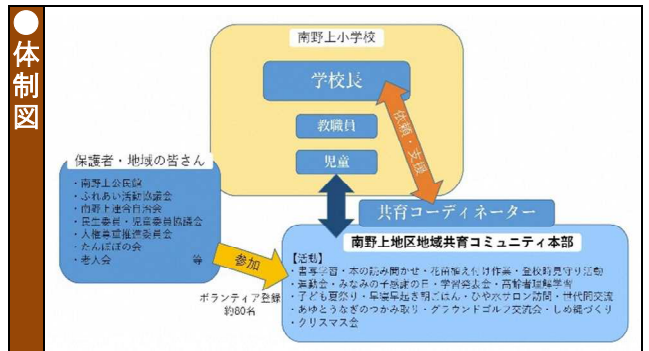 ●体制図
南野上小学校
学校長
教職員
児童
依頼・支援
保護者・地域の皆さん
・南野上公民館
・ふれあい活動協議会
・南野上連合自治会
・民生委員・児童委員協議会
・人権尊重推進委員会
・たんぽぽの会
・老人会 等
参加
ボランティア登録
約80名
共育コーディネーター
南野上地区地域共育コミュニティ本部
【活動】
・書写学習・本の読み聞かせ・花苗植え付け作業・登校時見守り活動
・運動会・みなみの子感謝の日・学習発表会・高齢者理解学習
・子ども夏祭り・早寝早起き朝ごはん・ひや水サロン訪問・世代間交流
・あゆとうなぎのつかみ取り・グラウンドゴルフ交流会・しめ縄づくり
・クリスマス会